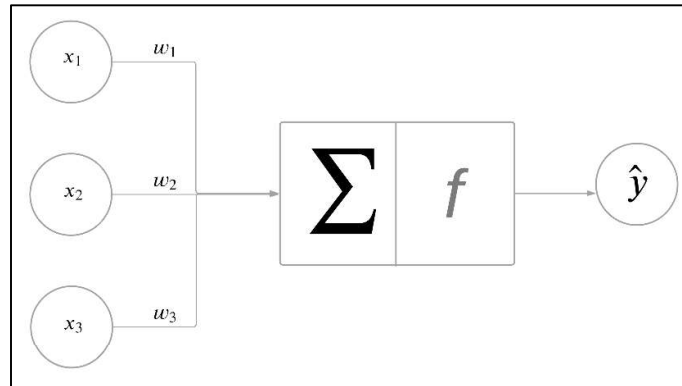 x₁ w₁
x₂ w₂ Σ f ŷ
x₃ w₃